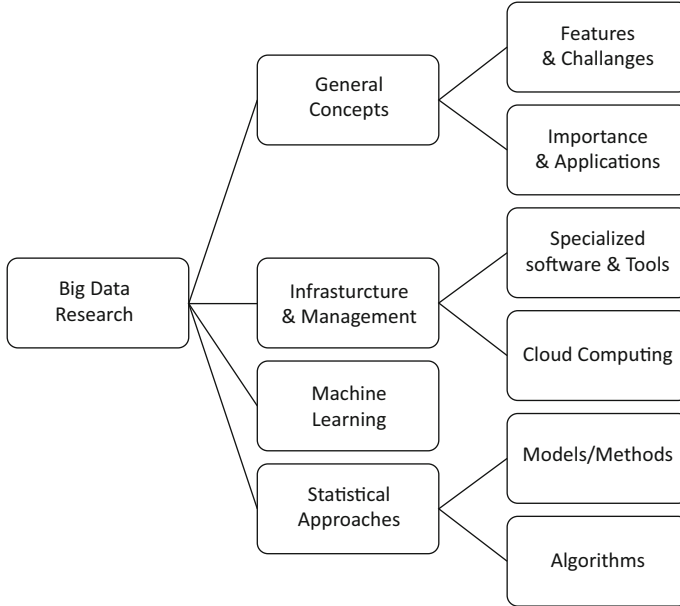 Big Data
Research
General
Concepts
Features
& Challanges
Importance
& Applications
Infrasturcture
& Management
Specialized
software & Tools
Cloud Computing
Machine
Learning
Statistical
Approaches
Models/Methods
Algorithms